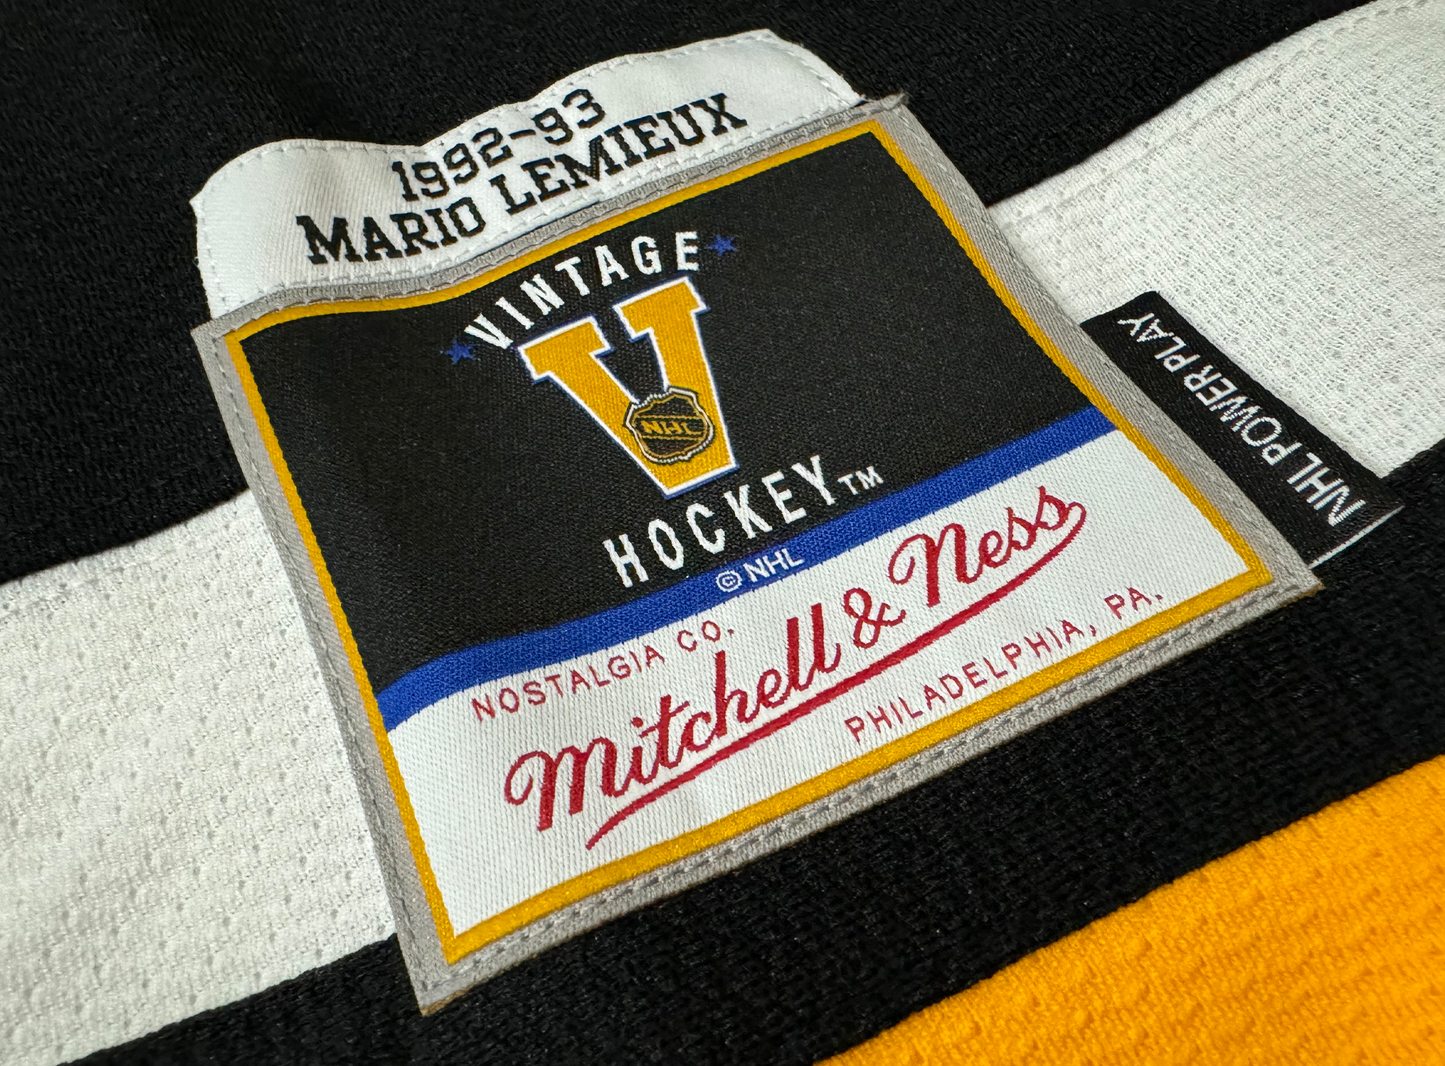 1992-93
MARIO LEMIEUX
VINTAGE
V
NHL
HOCKEY™
© NHL
NOSTALGIA CO.
Mitchell & Ness
PHILADELPHIA, PA.
NHL POWER PLAY